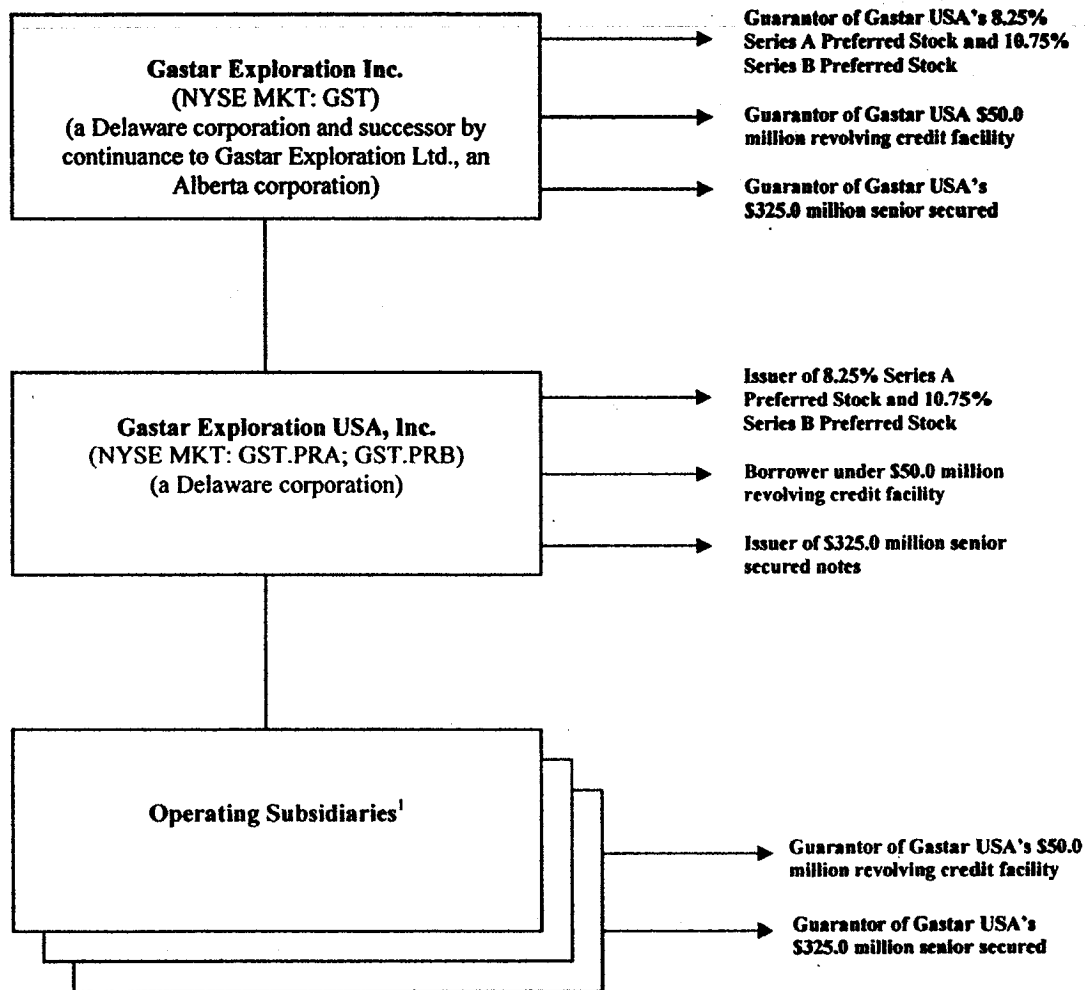 Guarantor of Gastar USA's 8.25%
Series A Preferred Stock and 10.75%
Series B Preferred Stock
Gastar Exploration Inc.
(NYSE MKT: GST)
(a Delaware corporation and successor by
continuance to Gastar Exploration Ltd., an
Alberta corporation)
Guarantor of Gastar USA $50.0
million revolving credit facility
Guarantor of Gastar USA's
$325.0 million senior secured
Issuer of 8.25% Series A
Preferred Stock and 10.75%
Series B Preferred Stock
Gastar Exploration USA, Inc.
(NYSE MKT: GST.PRA; GST.PRB)
(a Delaware corporation)
Borrower under $50.0 million
revolving credit facility
Issuer of $325.0 million senior
secured notes
Operating Subsidiaries¹
Guarantor of Gastar USA's $50.0
million revolving credit facility
Guarantor of Gastar USA's
$325.0 million senior secured